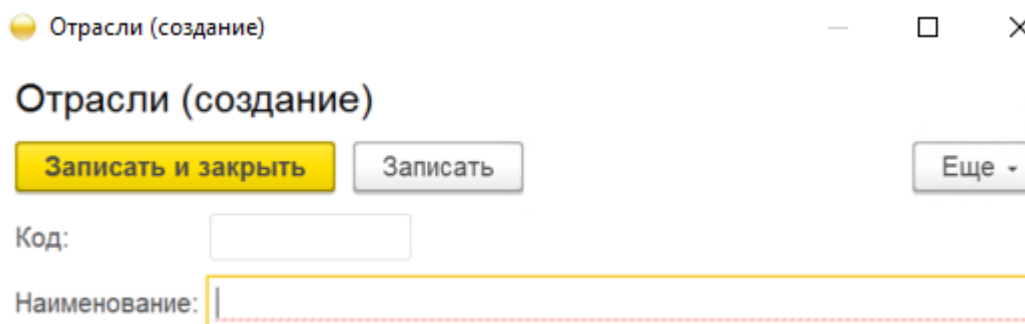 Отрасли (создание)
Отрасли (создание)
Записать и закрыть Записать Еще
Код:
Наименование: